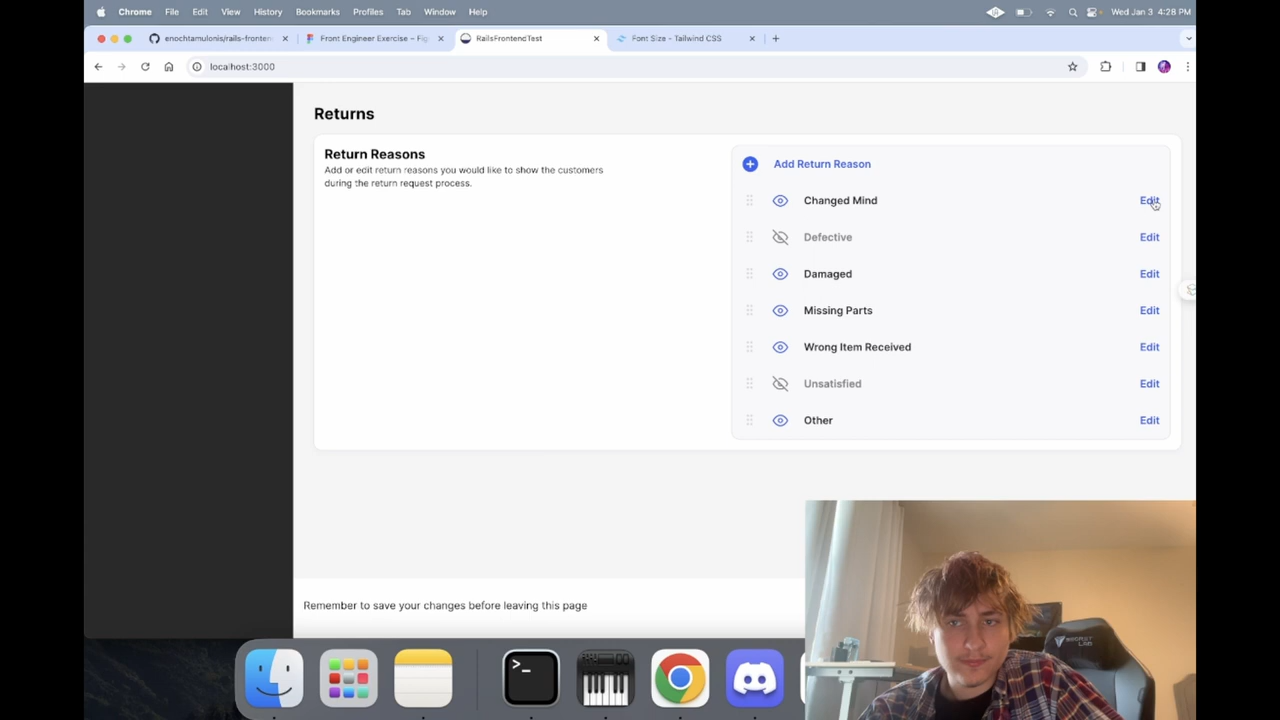 Chrome File Edit View History Bookmarks Profiles Tab Window Help Wed Jan 3 4:28 PM
enochtamulonis/rails-fronten Front Engineer Exercise – Fig RailsFrontendTest Font Size - Tailwind CSS
localhost:3000
Returns
Return Reasons
Add or edit return reasons you would like to show the customers
during the return request process.
Add Return Reason
Changed Mind Edit
Defective Edit
Damaged Edit
Missing Parts Edit
Wrong Item Received Edit
Unsatisfied Edit
Other Edit
Remember to save your changes before leaving this page